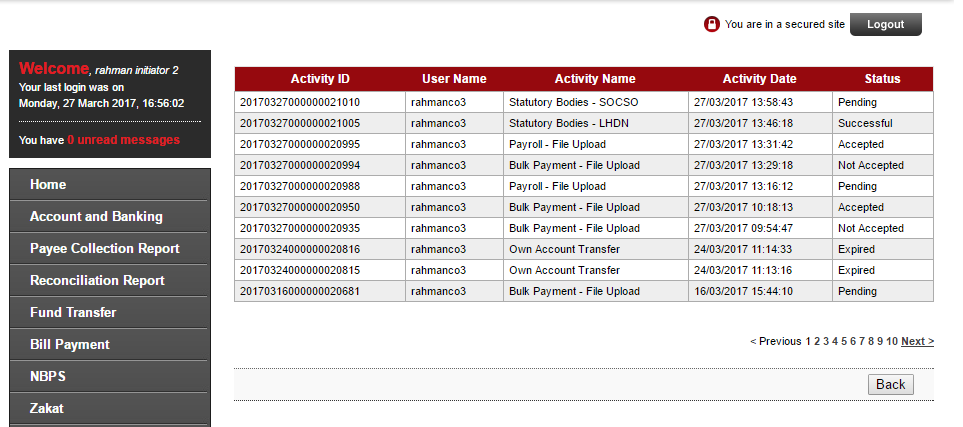 You are in a secured site Logout
Welcome, rahman initiator 2
Your last login was on
Monday, 27 March 2017, 16:56:02
You have 0 unread messages
Home
Account and Banking
Payee Collection Report
Reconciliation Report
Fund Transfer
Bill Payment
NBPS
Zakat
Activity ID User Name Activity Name Activity Date Status
20170327000000021010 rahmanco3 Statutory Bodies - SOCSO 27/03/2017 13:58:43 Pending
20170327000000021005 rahmanco3 Statutory Bodies - LHDN 27/03/2017 13:46:18 Successful
20170327000000020995 rahmanco3 Payroll - File Upload 27/03/2017 13:31:42 Accepted
20170327000000020994 rahmanco3 Bulk Payment - File Upload 27/03/2017 13:29:18 Not Accepted
20170327000000020988 rahmanco3 Payroll - File Upload 27/03/2017 13:16:12 Pending
20170327000000020950 rahmanco3 Bulk Payment - File Upload 27/03/2017 10:18:13 Accepted
20170327000000020935 rahmanco3 Bulk Payment - File Upload 27/03/2017 09:54:47 Not Accepted
20170324000000020816 rahmanco3 Own Account Transfer 24/03/2017 11:14:33 Expired
20170324000000020815 rahmanco3 Own Account Transfer 24/03/2017 11:13:16 Expired
20170316000000020681 rahmanco3 Bulk Payment - File Upload 16/03/2017 15:44:10 Pending
< Previous 1 2 3 4 5 6 7 8 9 10 Next >
Back